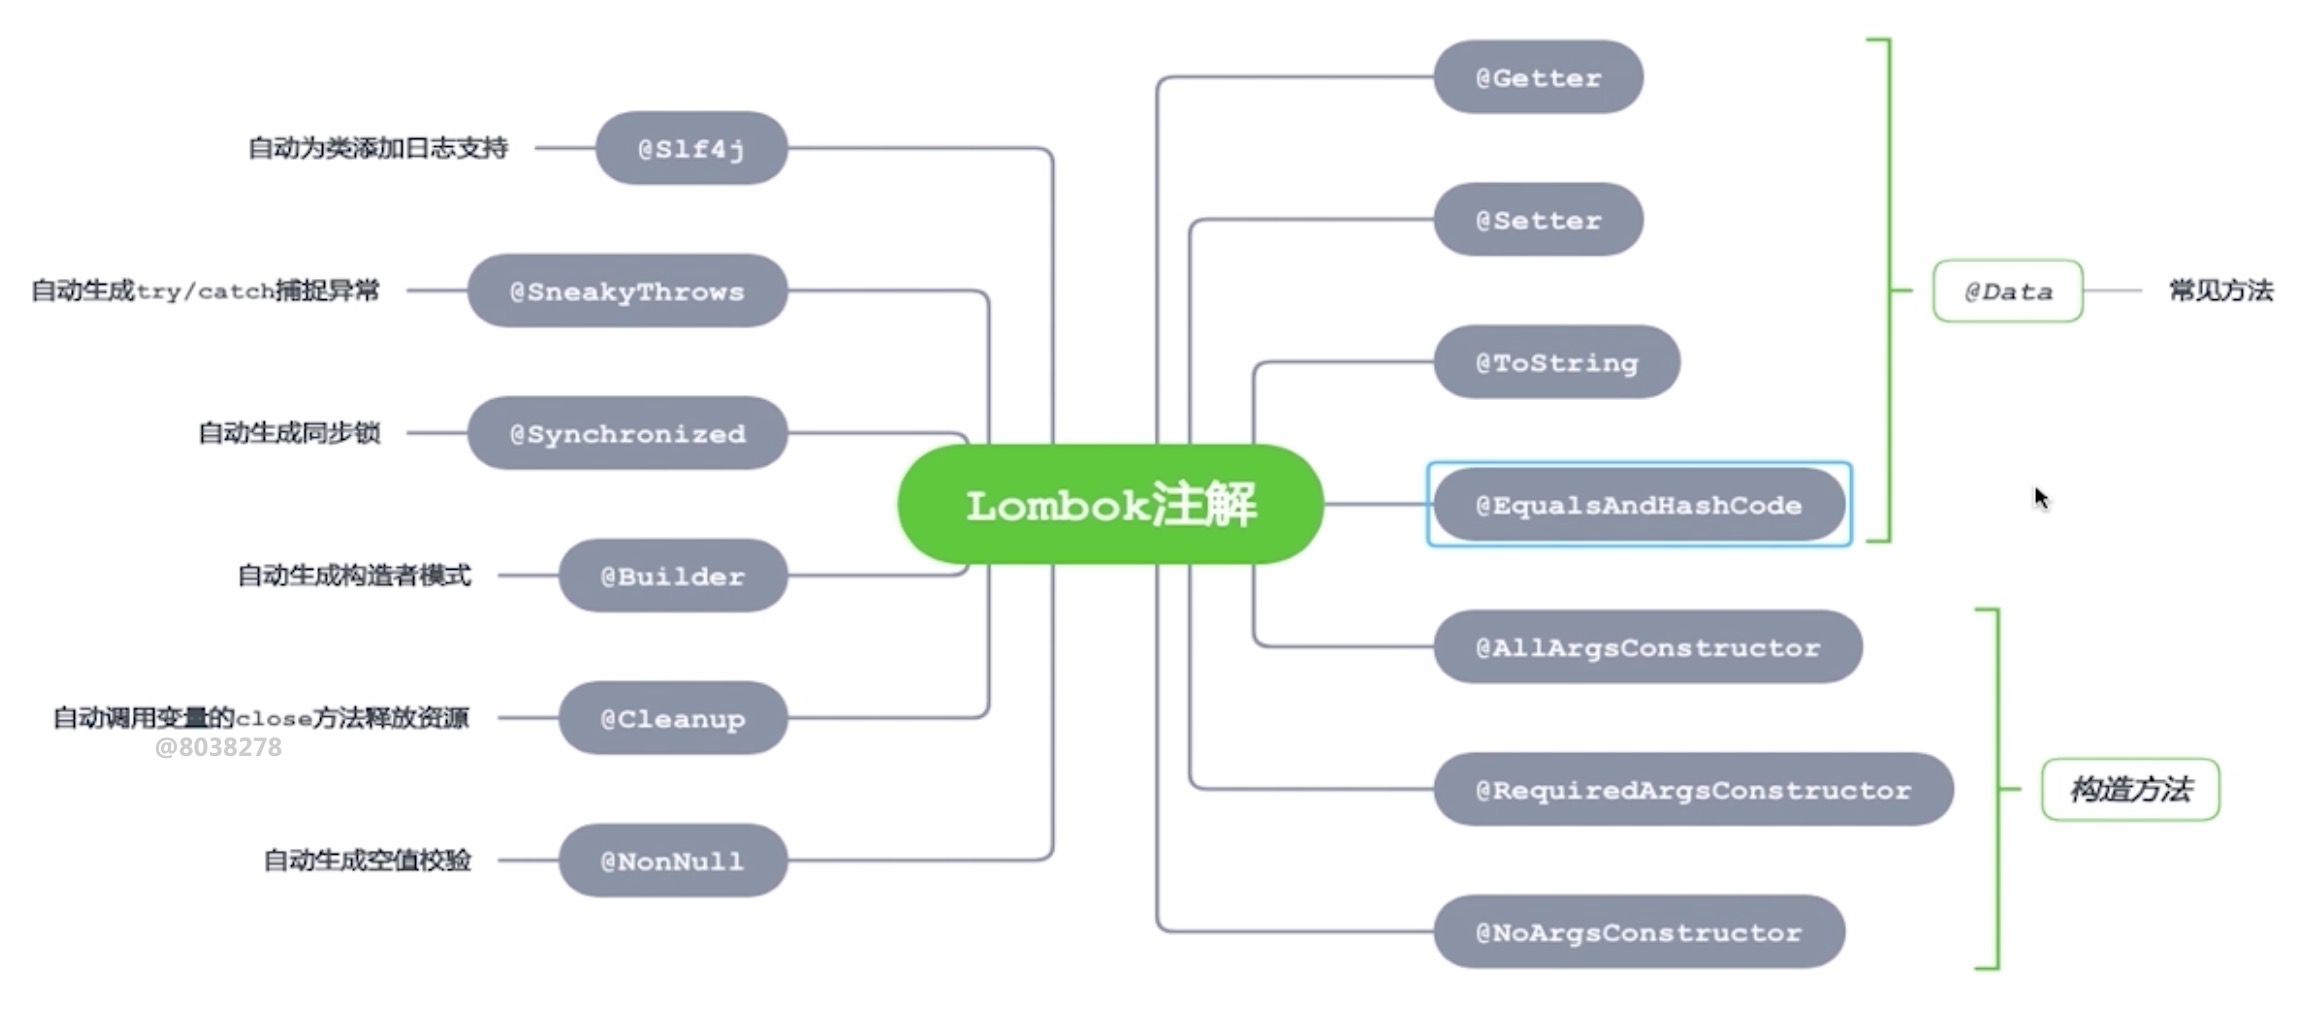 @Getter
自动为类添加日志支持
@Slf4j
@Setter
自动生成try/catch捕捉异常
@SneakyThrows
@Data
常见方法
@ToString
自动生成同步锁
@Synchronized
Lombok注解
@EqualsAndHashCode
自动生成构造者模式
@Builder
@AllArgsConstructor
自动调用变量的close方法释放资源
@8038278
@Cleanup
@RequiredArgsConstructor
构造方法
自动生成空值校验
@NonNull
@NoArgsConstructor